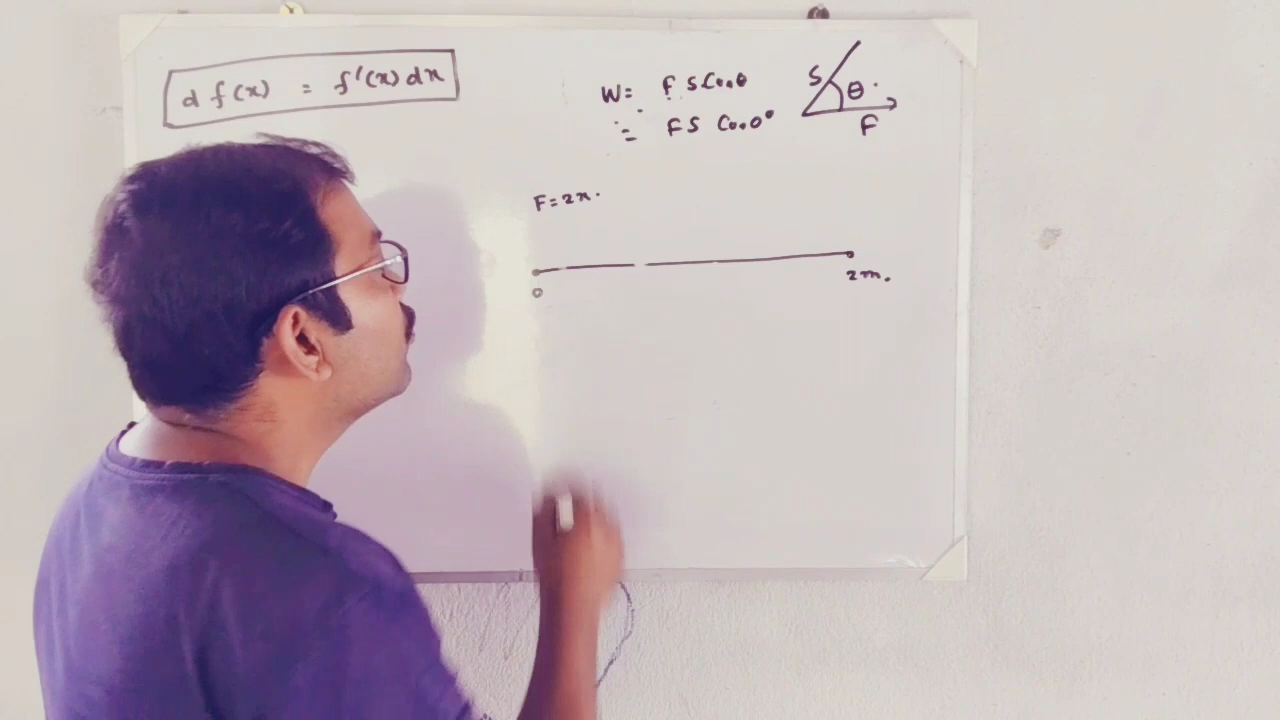 d f(x) = f'(x) dx
W = F S Cos θ
= F S Cos 0°
S
θ
F
F = 2x.
0
2m.